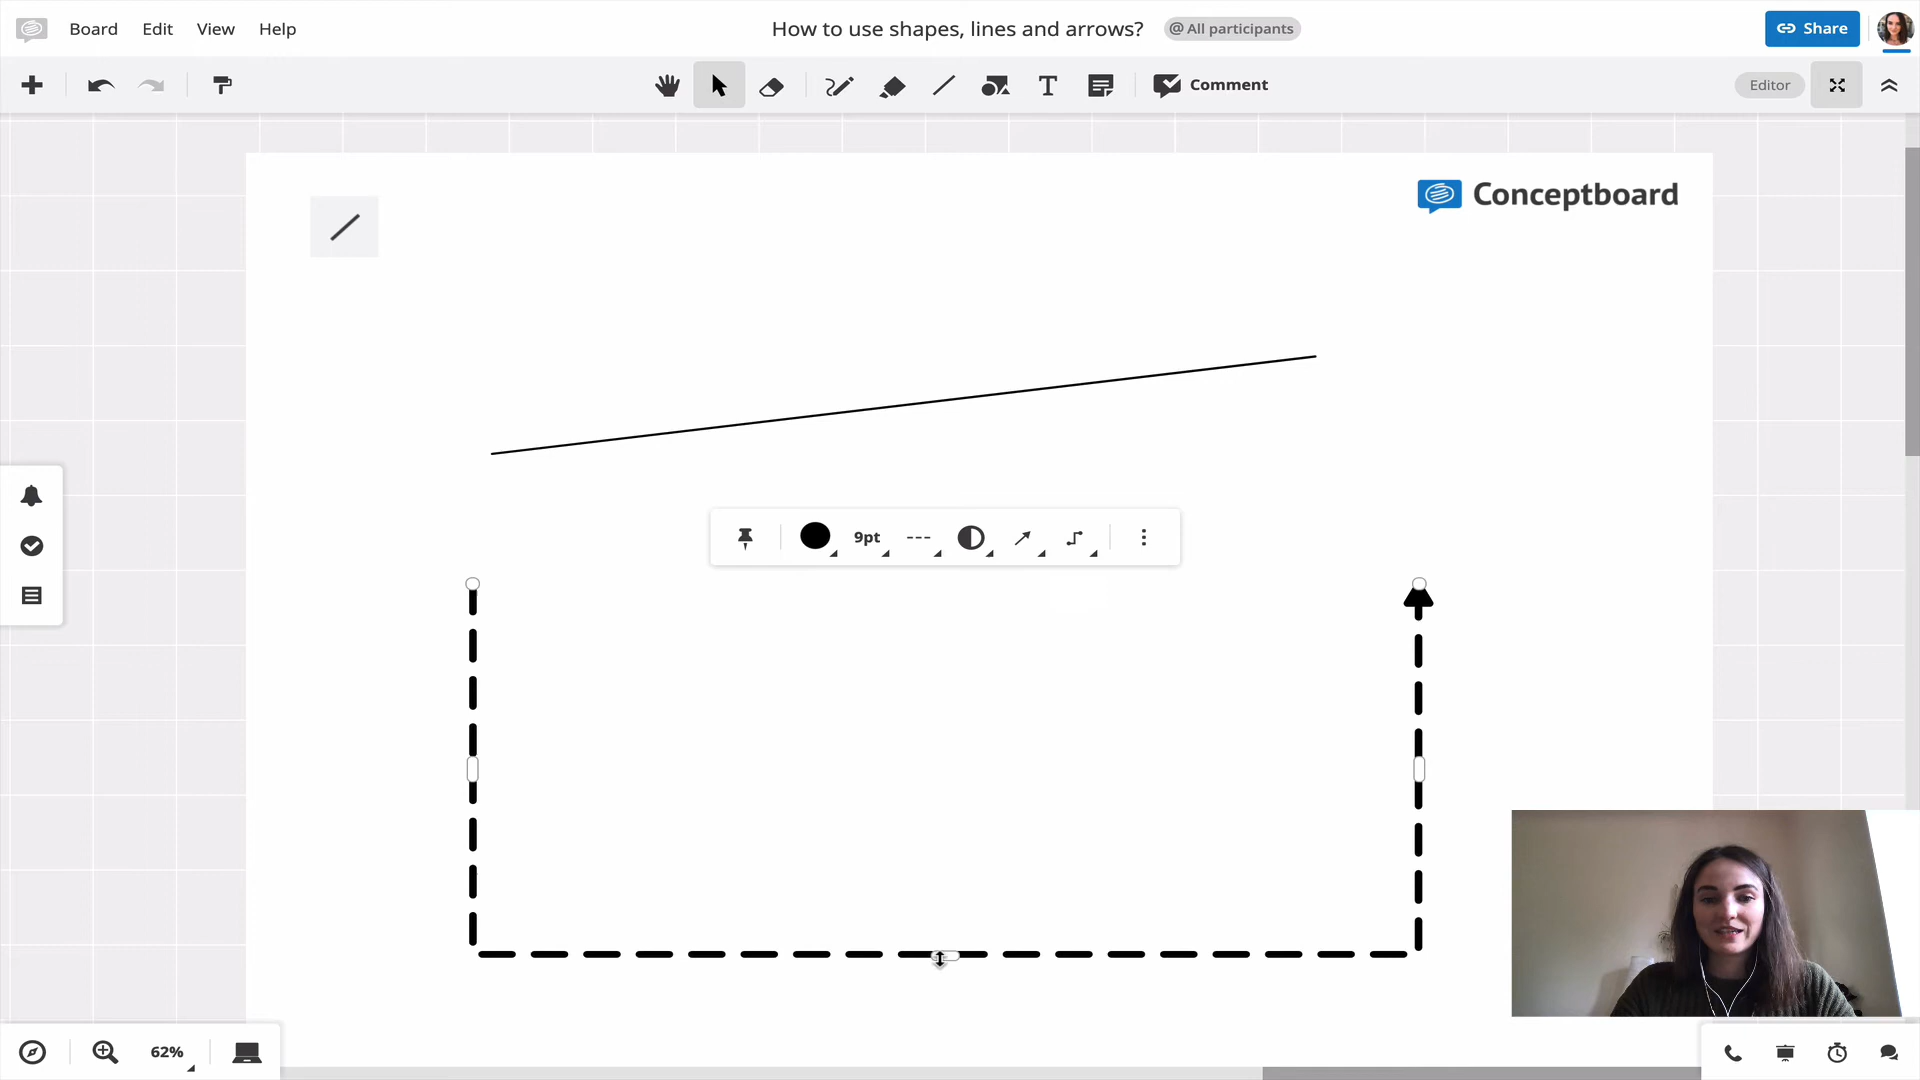 Board Edit View Help
How to use shapes, lines and arrows?
@ All participants
Share
T
Comment
Editor
Conceptboard
9pt
62%